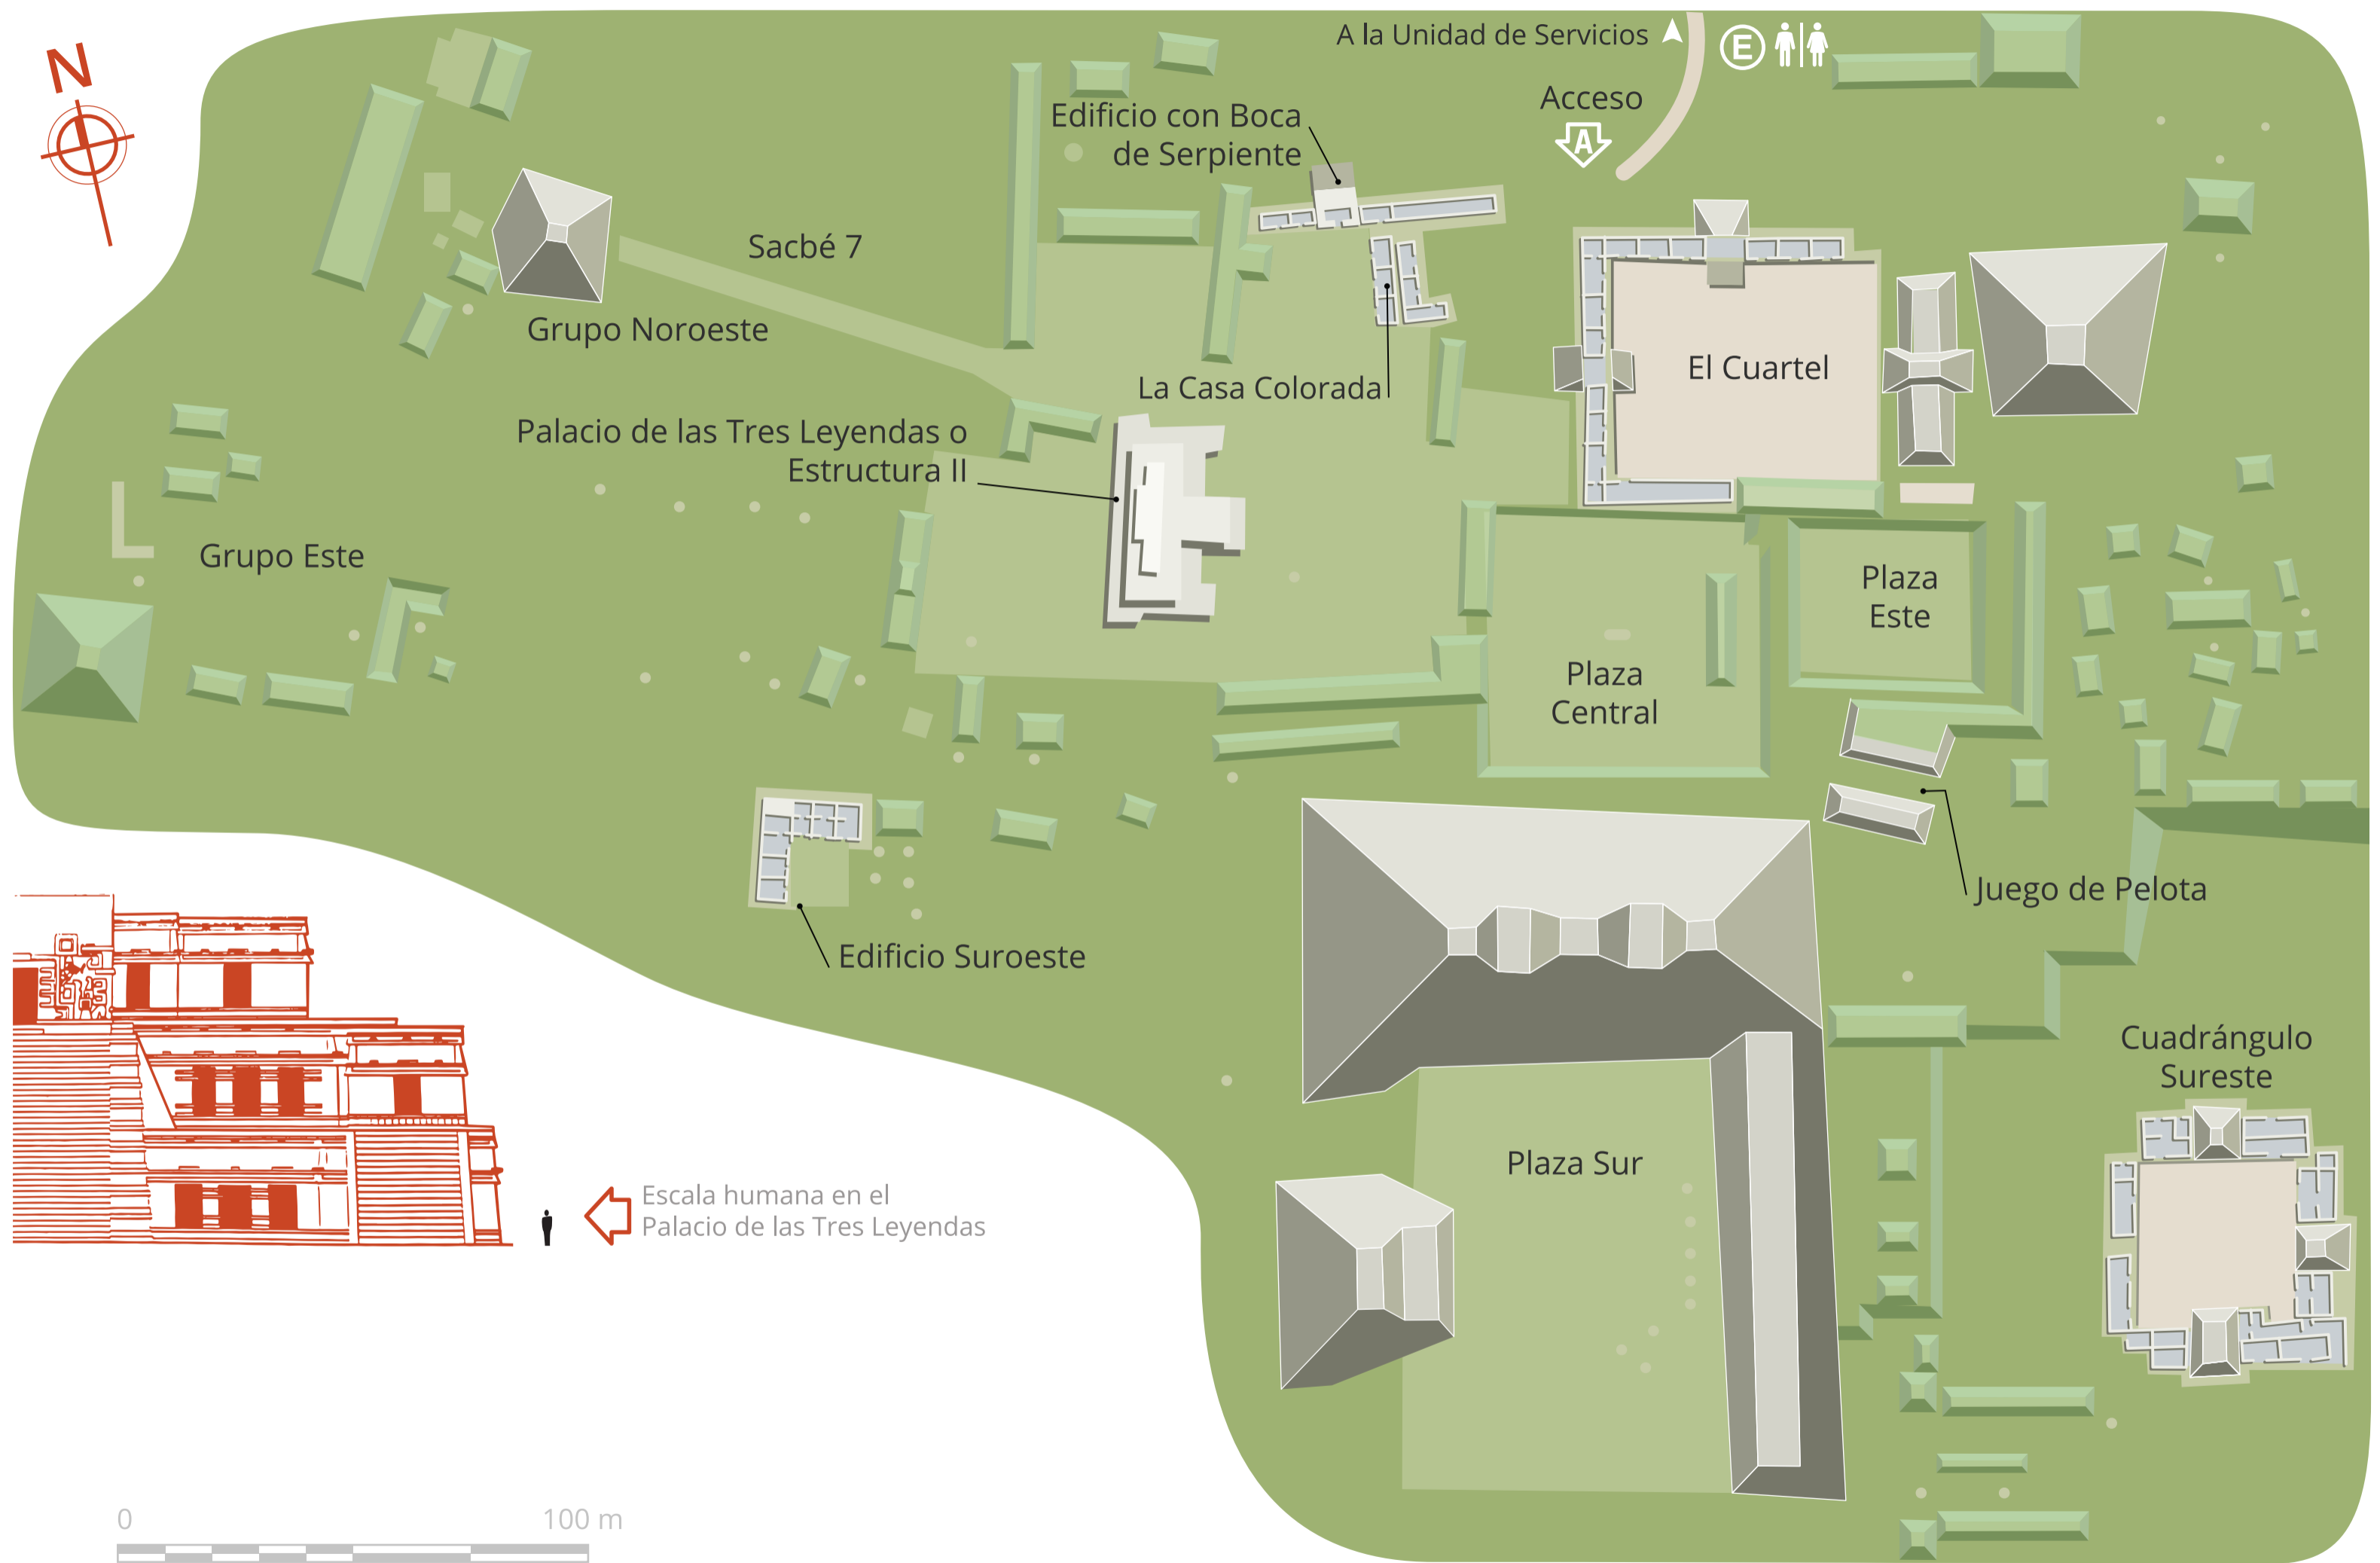 N
A la Unidad de Servicios
E
Acceso
A
Edificio con Boca
de Serpiente
Sacbé 7
Grupo Noroeste
El Cuartel
La Casa Colorada
Palacio de las Tres Leyendas o
Estructura II
Grupo Este
Plaza
Este
Plaza
Central
Juego de Pelota
Edificio Suroeste
Cuadrángulo
Sureste
Plaza Sur
Escala humana en el
Palacio de las Tres Leyendas
0
100 m